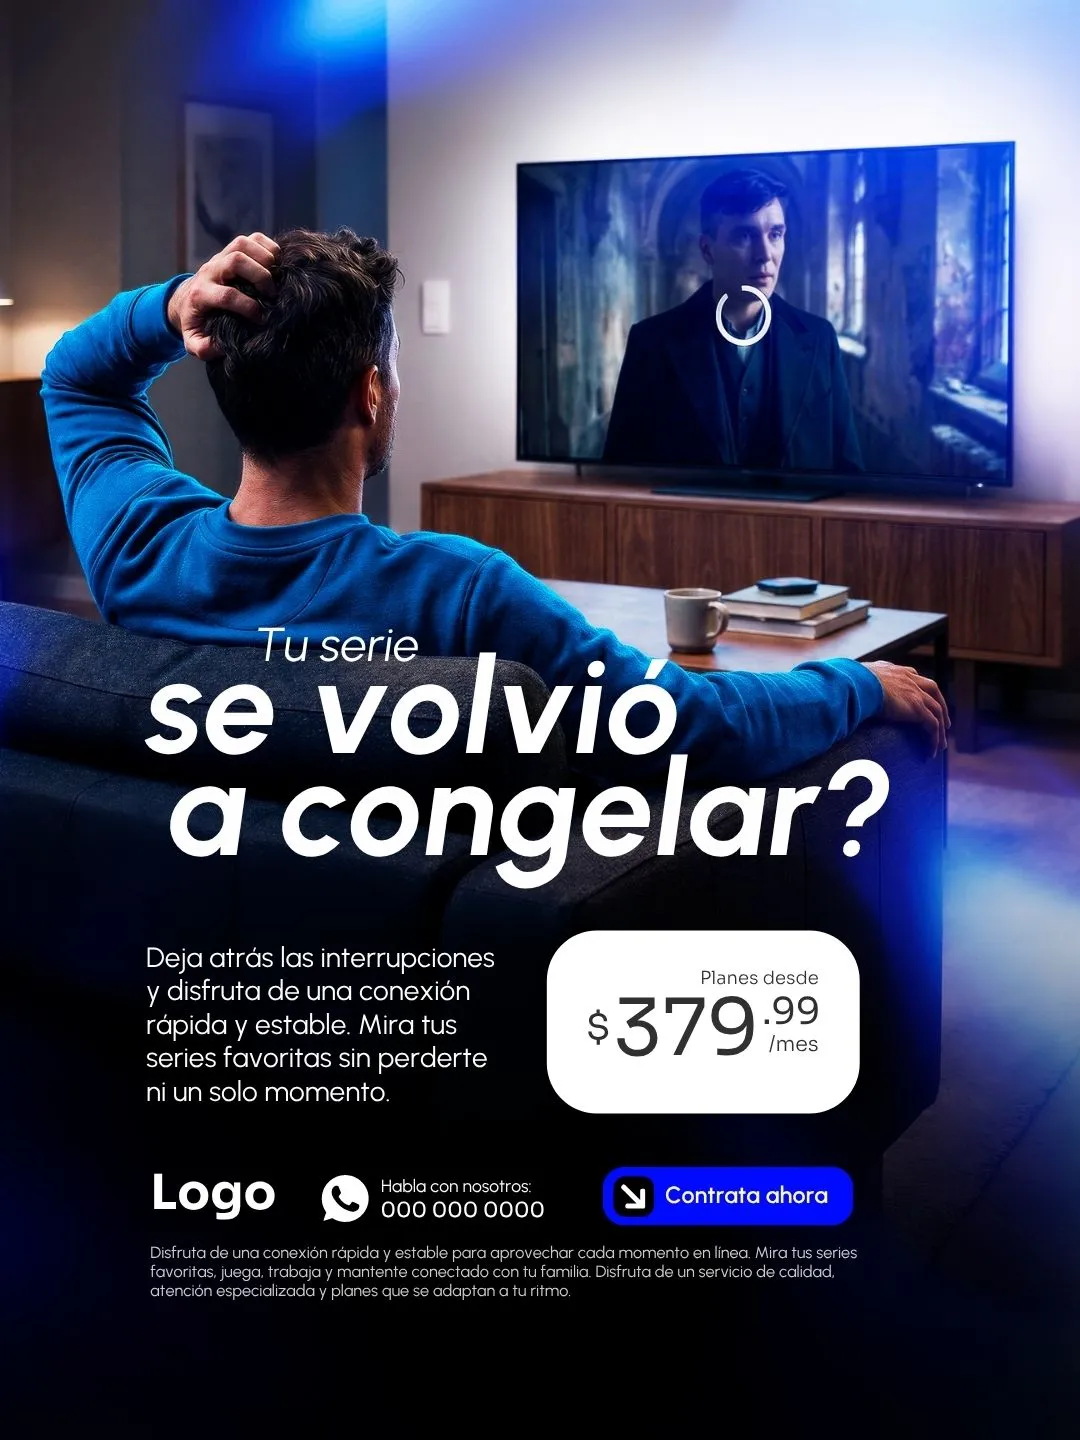 Tu serie
se volvió
a congelar?
Deja atrás las interrupciones
y disfruta de una conexión
rápida y estable. Mira tus
series favoritas sin perderte
ni un solo momento.
Planes desde
$379.99
/mes
Logo
Habla con nosotros:
000 000 0000
Contrata ahora
Disfruta de una conexión rápida y estable para aprovechar cada momento en línea. Mira tus series
favoritas, juega, trabaja y mantente conectado con tu familia. Disfruta de un servicio de calidad,
atención especializada y planes que se adaptan a tu ritmo.